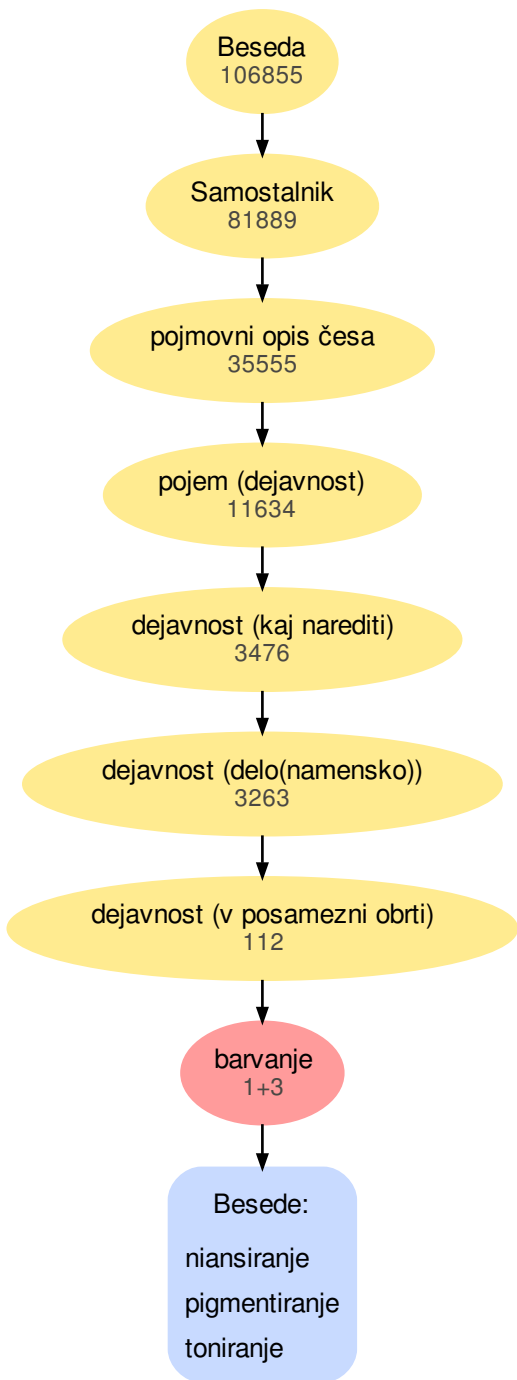 Beseda
106855
Samostalnik
81889
pojmovni opis česa
35555
pojem (dejavnost)
11634
dejavnost (kaj narediti)
3476
dejavnost (delo(namensko))
3263
dejavnost (v posamezni obrti)
112
barvanje
1+3
Besede:
niansiranje
pigmentiranje
toniranje